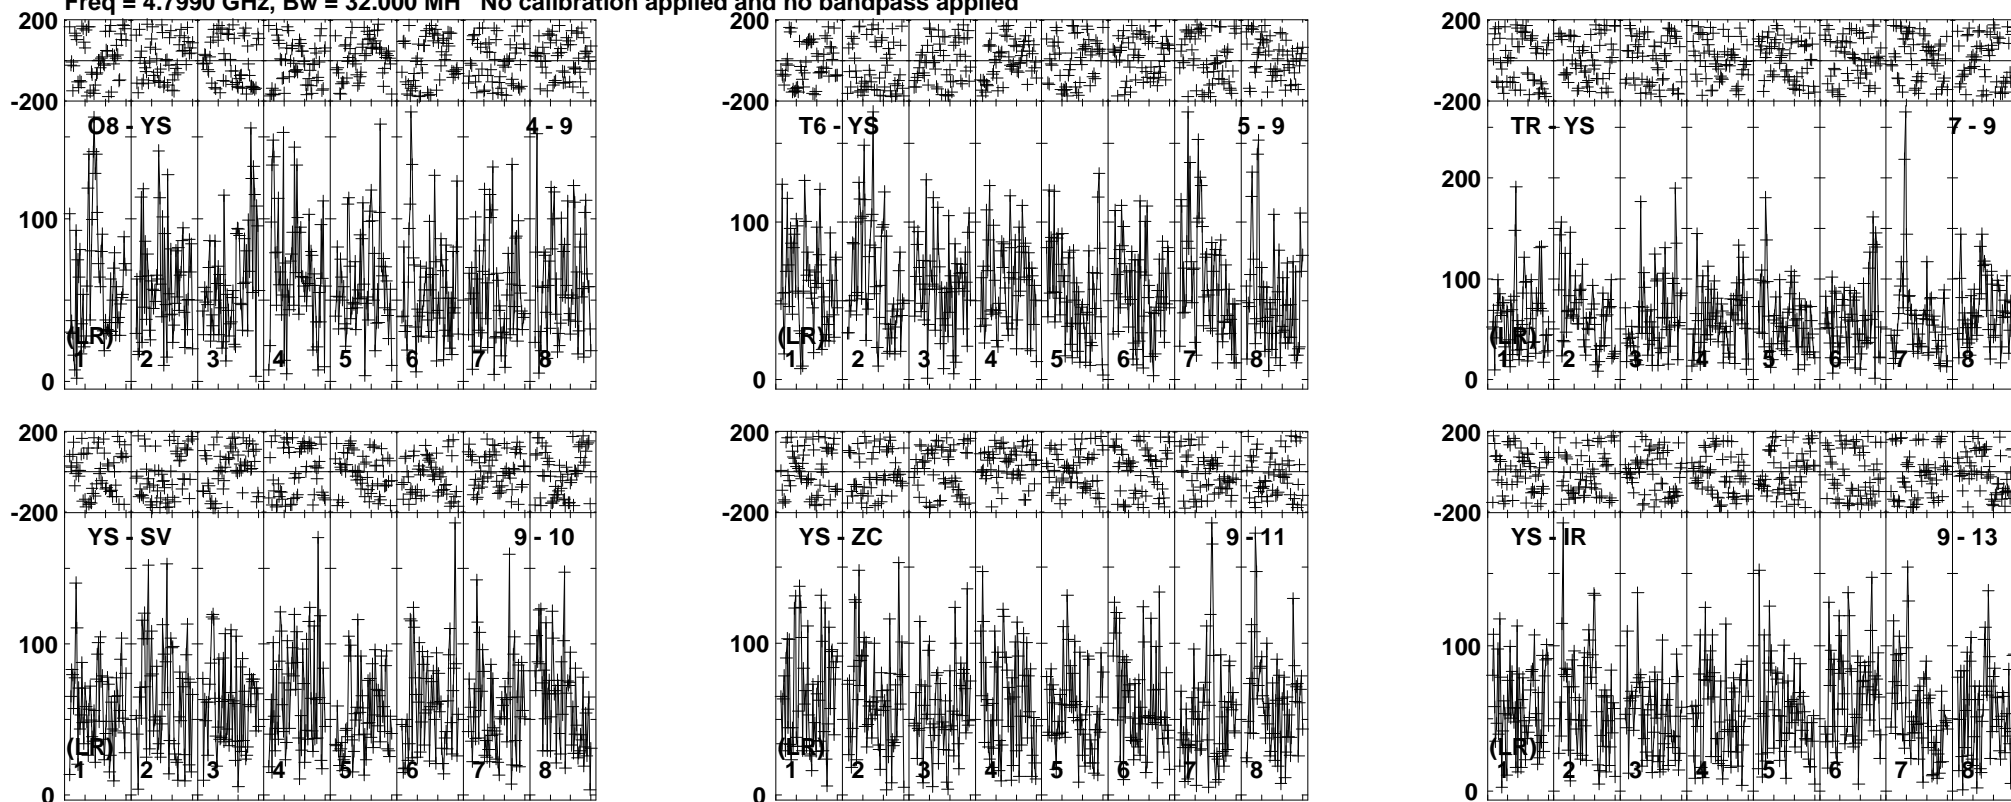 Freq = 4.7990 GHz, Bw = 32.000 MH No calibration applied and no bandpass applied
200
-200
O8 - YS 4 - 9
100
(LR)
1 2 3 4 5 6 7 8
0
200
-200
T6 - YS 5 - 9
100
(LR)
1 2 3 4 5 6 7 8
0
200
-200
TR - YS 7 - 9
200
100
(LR)
1 2 3 4 5 6 7 8
0
200
-200
YS - SV 9 - 10
100
(LR)
1 2 3 4 5 6 7 8
0
200
-200
YS - ZC 9 - 11
100
(LR)
1 2 3 4 5 6 7 8
0
200
-200
YS - IR 9 - 13
100
(LR)
1 2 3 4 5 6 7 8
0